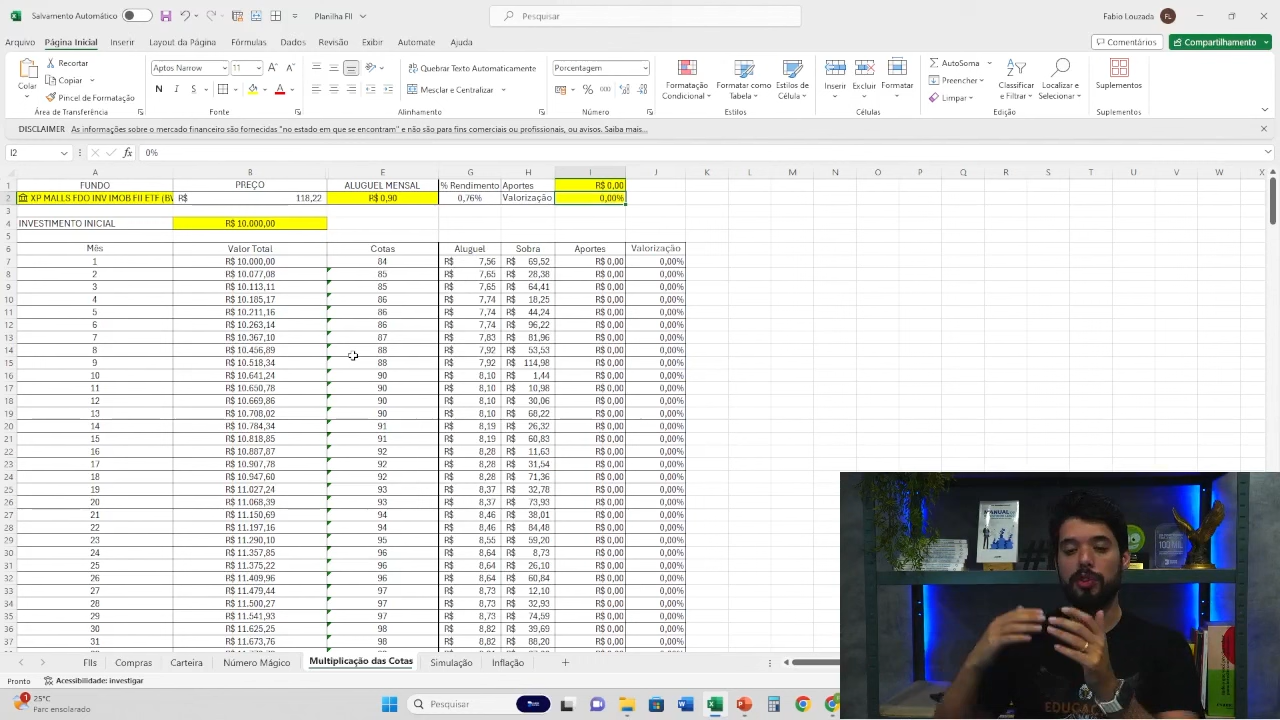 Salvamento Automático
Planilha FII
Pesquisar
Fabio Louzada
FL
Arquivo Página Inicial Inserir Layout da Página Fórmulas Dados Revisão Exibir Automate Ajuda
Comentários Compartilhamento
Colar
Recortar
Copiar
Pincel de Formatação
Área de Transferência
Aptos Narrow 11
N I S
Fonte
Quebrar Texto Automaticamente
Mesclar e Centralizar
Alinhamento
Porcentagem
Número
Formatação Condicional
Formatar como Tabela
Estilos de Célula
Estilos
Inserir Excluir Formatar
Células
AutoSoma
Preencher
Limpar
Classificar e Filtrar
Localizar e Selecionar
Edição
Suplementos
Suplementos
DISCLAIMER As informações sobre o mercado financeiro são fornecidas "no estado em que se encontram" e não são para fins comerciais ou profissionais, ou avisos. Saiba mais...
I2 fx 0%
A B E G H I J K L M N O P Q R S T U V W X
1 FUNDO PREÇO ALUGUEL MENSAL % Rendimento Aportes R$ 0,00
2 XP MALLS FDO INV IMOB FII ETF (BV R$ 118,22 R$ 0,90 0,76% Valorização 0,00%
3
4 INVESTIMENTO INICIAL R$ 10.000,00
5
6 Mês Valor Total Cotas Aluguel Sobra Aportes Valorização
7 1 R$ 10.000,00 84 R$ 7,56 R$ 69,52 R$ 0,00 0,00%
8 2 R$ 10.077,08 85 R$ 7,65 R$ 28,38 R$ 0,00 0,00%
9 3 R$ 10.113,11 85 R$ 7,65 R$ 64,41 R$ 0,00 0,00%
10 4 R$ 10.185,17 86 R$ 7,74 R$ 18,25 R$ 0,00 0,00%
11 5 R$ 10.211,16 86 R$ 7,74 R$ 44,24 R$ 0,00 0,00%
12 6 R$ 10.263,14 86 R$ 7,74 R$ 96,22 R$ 0,00 0,00%
13 7 R$ 10.367,10 87 R$ 7,83 R$ 81,96 R$ 0,00 0,00%
14 8 R$ 10.456,89 88 R$ 7,92 R$ 53,53 R$ 0,00 0,00%
15 9 R$ 10.518,34 88 R$ 7,92 R$ 114,98 R$ 0,00 0,00%
16 10 R$ 10.641,24 90 R$ 8,10 R$ 1,44 R$ 0,00 0,00%
17 11 R$ 10.650,78 90 R$ 8,10 R$ 10,98 R$ 0,00 0,00%
18 12 R$ 10.669,86 90 R$ 8,10 R$ 30,06 R$ 0,00 0,00%
19 13 R$ 10.708,02 90 R$ 8,10 R$ 68,22 R$ 0,00 0,00%
20 14 R$ 10.784,34 91 R$ 8,19 R$ 26,32 R$ 0,00 0,00%
21 15 R$ 10.818,85 91 R$ 8,19 R$ 60,83 R$ 0,00 0,00%
22 16 R$ 10.887,87 92 R$ 8,28 R$ 11,63 R$ 0,00 0,00%
23 17 R$ 10.907,78 92 R$ 8,28 R$ 31,54 R$ 0,00 0,00%
24 18 R$ 10.947,60 92 R$ 8,28 R$ 71,36 R$ 0,00 0,00%
25 19 R$ 11.027,24 93 R$ 8,37 R$ 32,78 R$ 0,00 0,00%
26 20 R$ 11.068,39 93 R$ 8,37 R$ 73,93 R$ 0,00 0,00%
27 21 R$ 11.150,69 94 R$ 8,46 R$ 38,01 R$ 0,00 0,00%
28 22 R$ 11.197,16 94 R$ 8,46 R$ 84,48 R$ 0,00 0,00%
29 23 R$ 11.290,10 95 R$ 8,55 R$ 59,20 R$ 0,00 0,00%
30 24 R$ 11.357,85 96 R$ 8,64 R$ 8,73 R$ 0,00 0,00%
31 25 R$ 11.375,22 96 R$ 8,64 R$ 26,10 R$ 0,00 0,00%
32 26 R$ 11.409,96 96 R$ 8,64 R$ 60,84 R$ 0,00 0,00%
33 27 R$ 11.479,44 97 R$ 8,73 R$ 12,10 R$ 0,00 0,00%
34 28 R$ 11.500,27 97 R$ 8,73 R$ 32,93 R$ 0,00 0,00%
35 29 R$ 11.541,93 97 R$ 8,73 R$ 74,59 R$ 0,00 0,00%
36 30 R$ 11.625,25 98 R$ 8,82 R$ 39,69 R$ 0,00 0,00%
37 31 R$ 11.673,76 98 R$ 8,82 R$ 88,20 R$ 0,00 0,00%
FIIs Compras Carteira Número Mágico Multiplicação das Cotas Simulação Inflação
Pronto Acessibilidade: investigar
1
25°C
Parc ensolarado
Pesquisar
MANUAL
100 MIL
EDUCAÇ